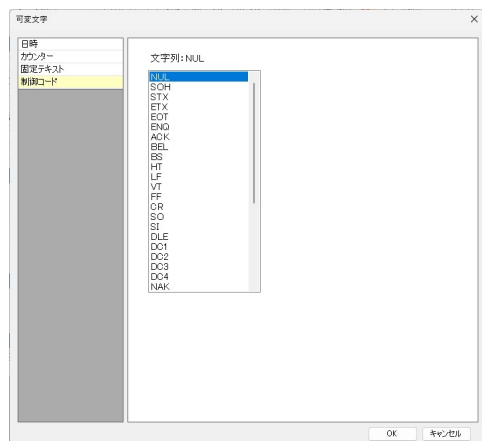 可変文字
日時
カウンター
固定テキスト
制御コード
文字列:NUL
NUL
SOH
STX
ETX
EOT
ENQ
ACK
BEL
BS
HT
LF
VT
FF
CR
SO
SI
DLE
DC1
DC2
DC3
DC4
NAK
OK
キャンセル